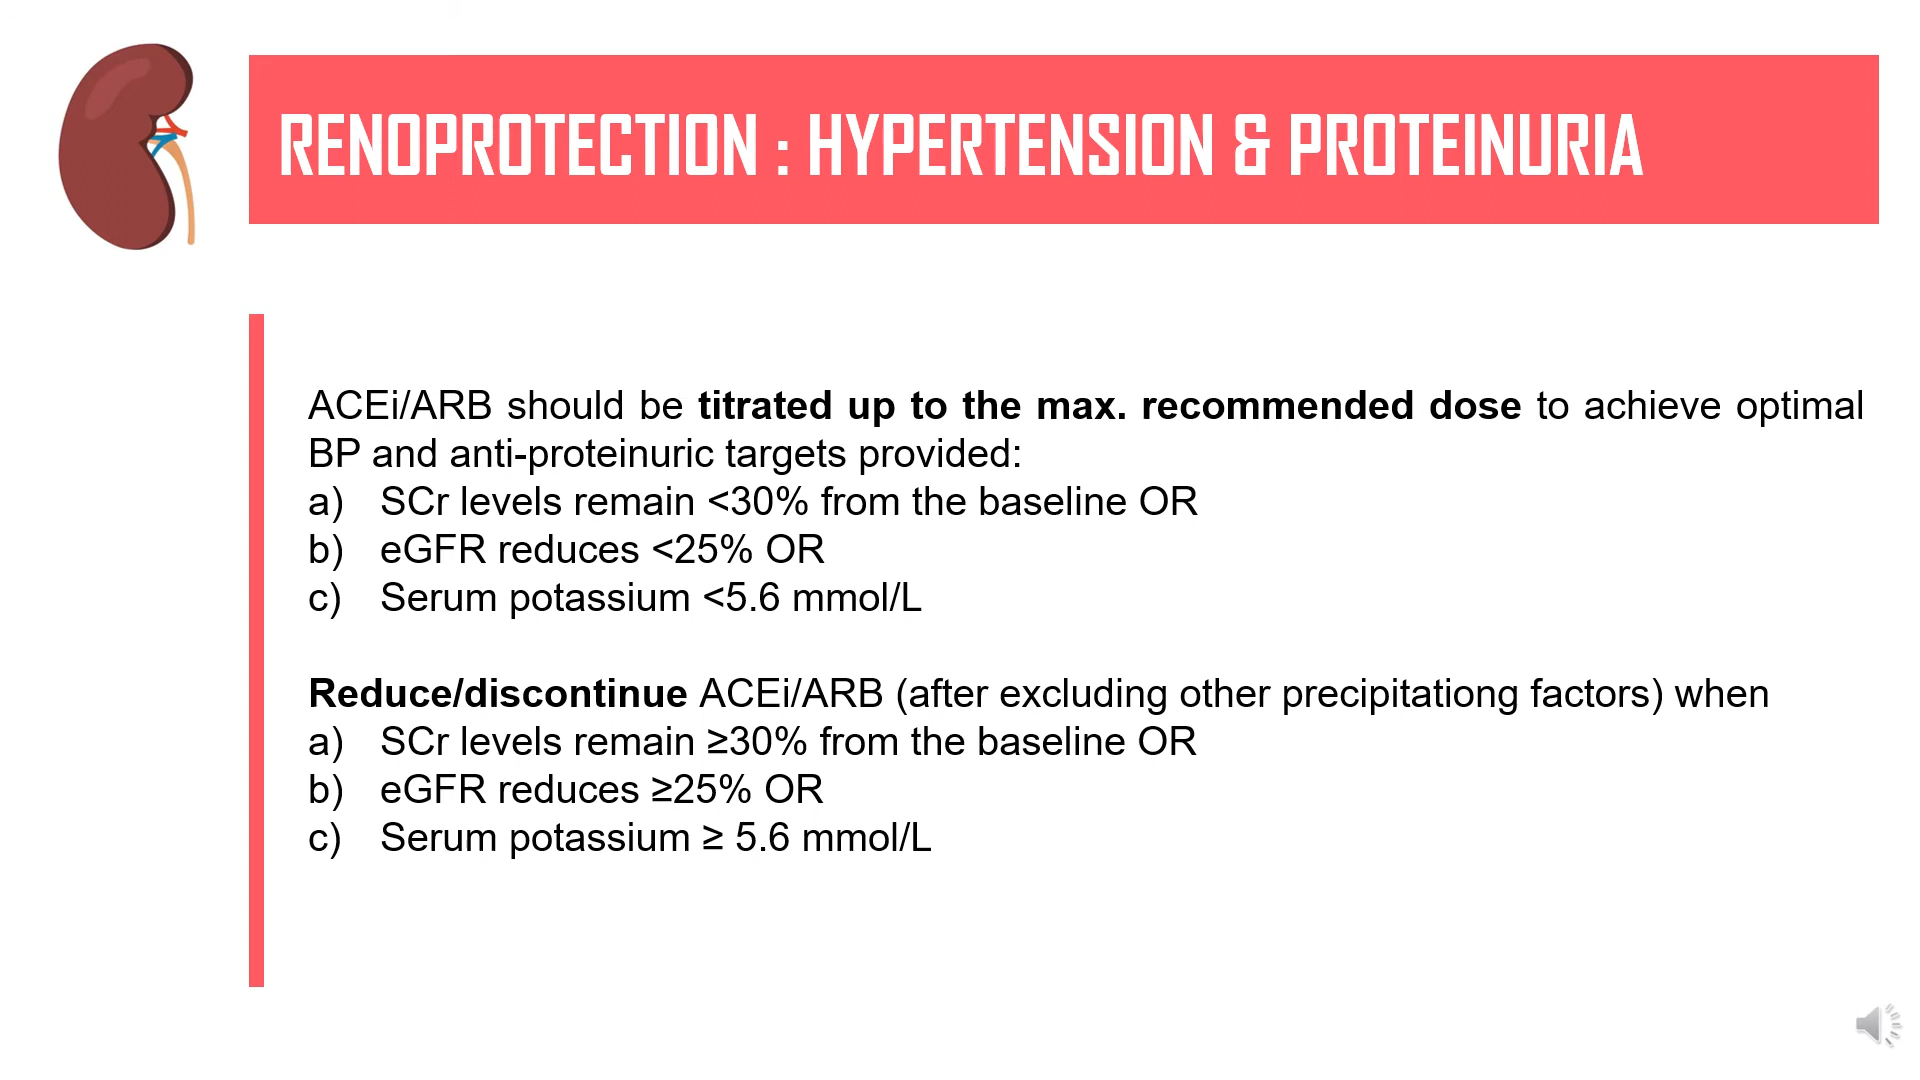 RENOPROTECTION : HYPERTENSION & PROTEINURIA
ACEi/ARB should be titrated up to the max. recommended dose to achieve optimal
BP and anti-proteinuric targets provided:
a) SCr levels remain <30% from the baseline OR
b) eGFR reduces <25% OR
c) Serum potassium <5.6 mmol/L
Reduce/discontinue ACEi/ARB (after excluding other precipitationg factors) when
a) SCr levels remain ≥30% from the baseline OR
b) eGFR reduces ≥25% OR
c) Serum potassium ≥ 5.6 mmol/L